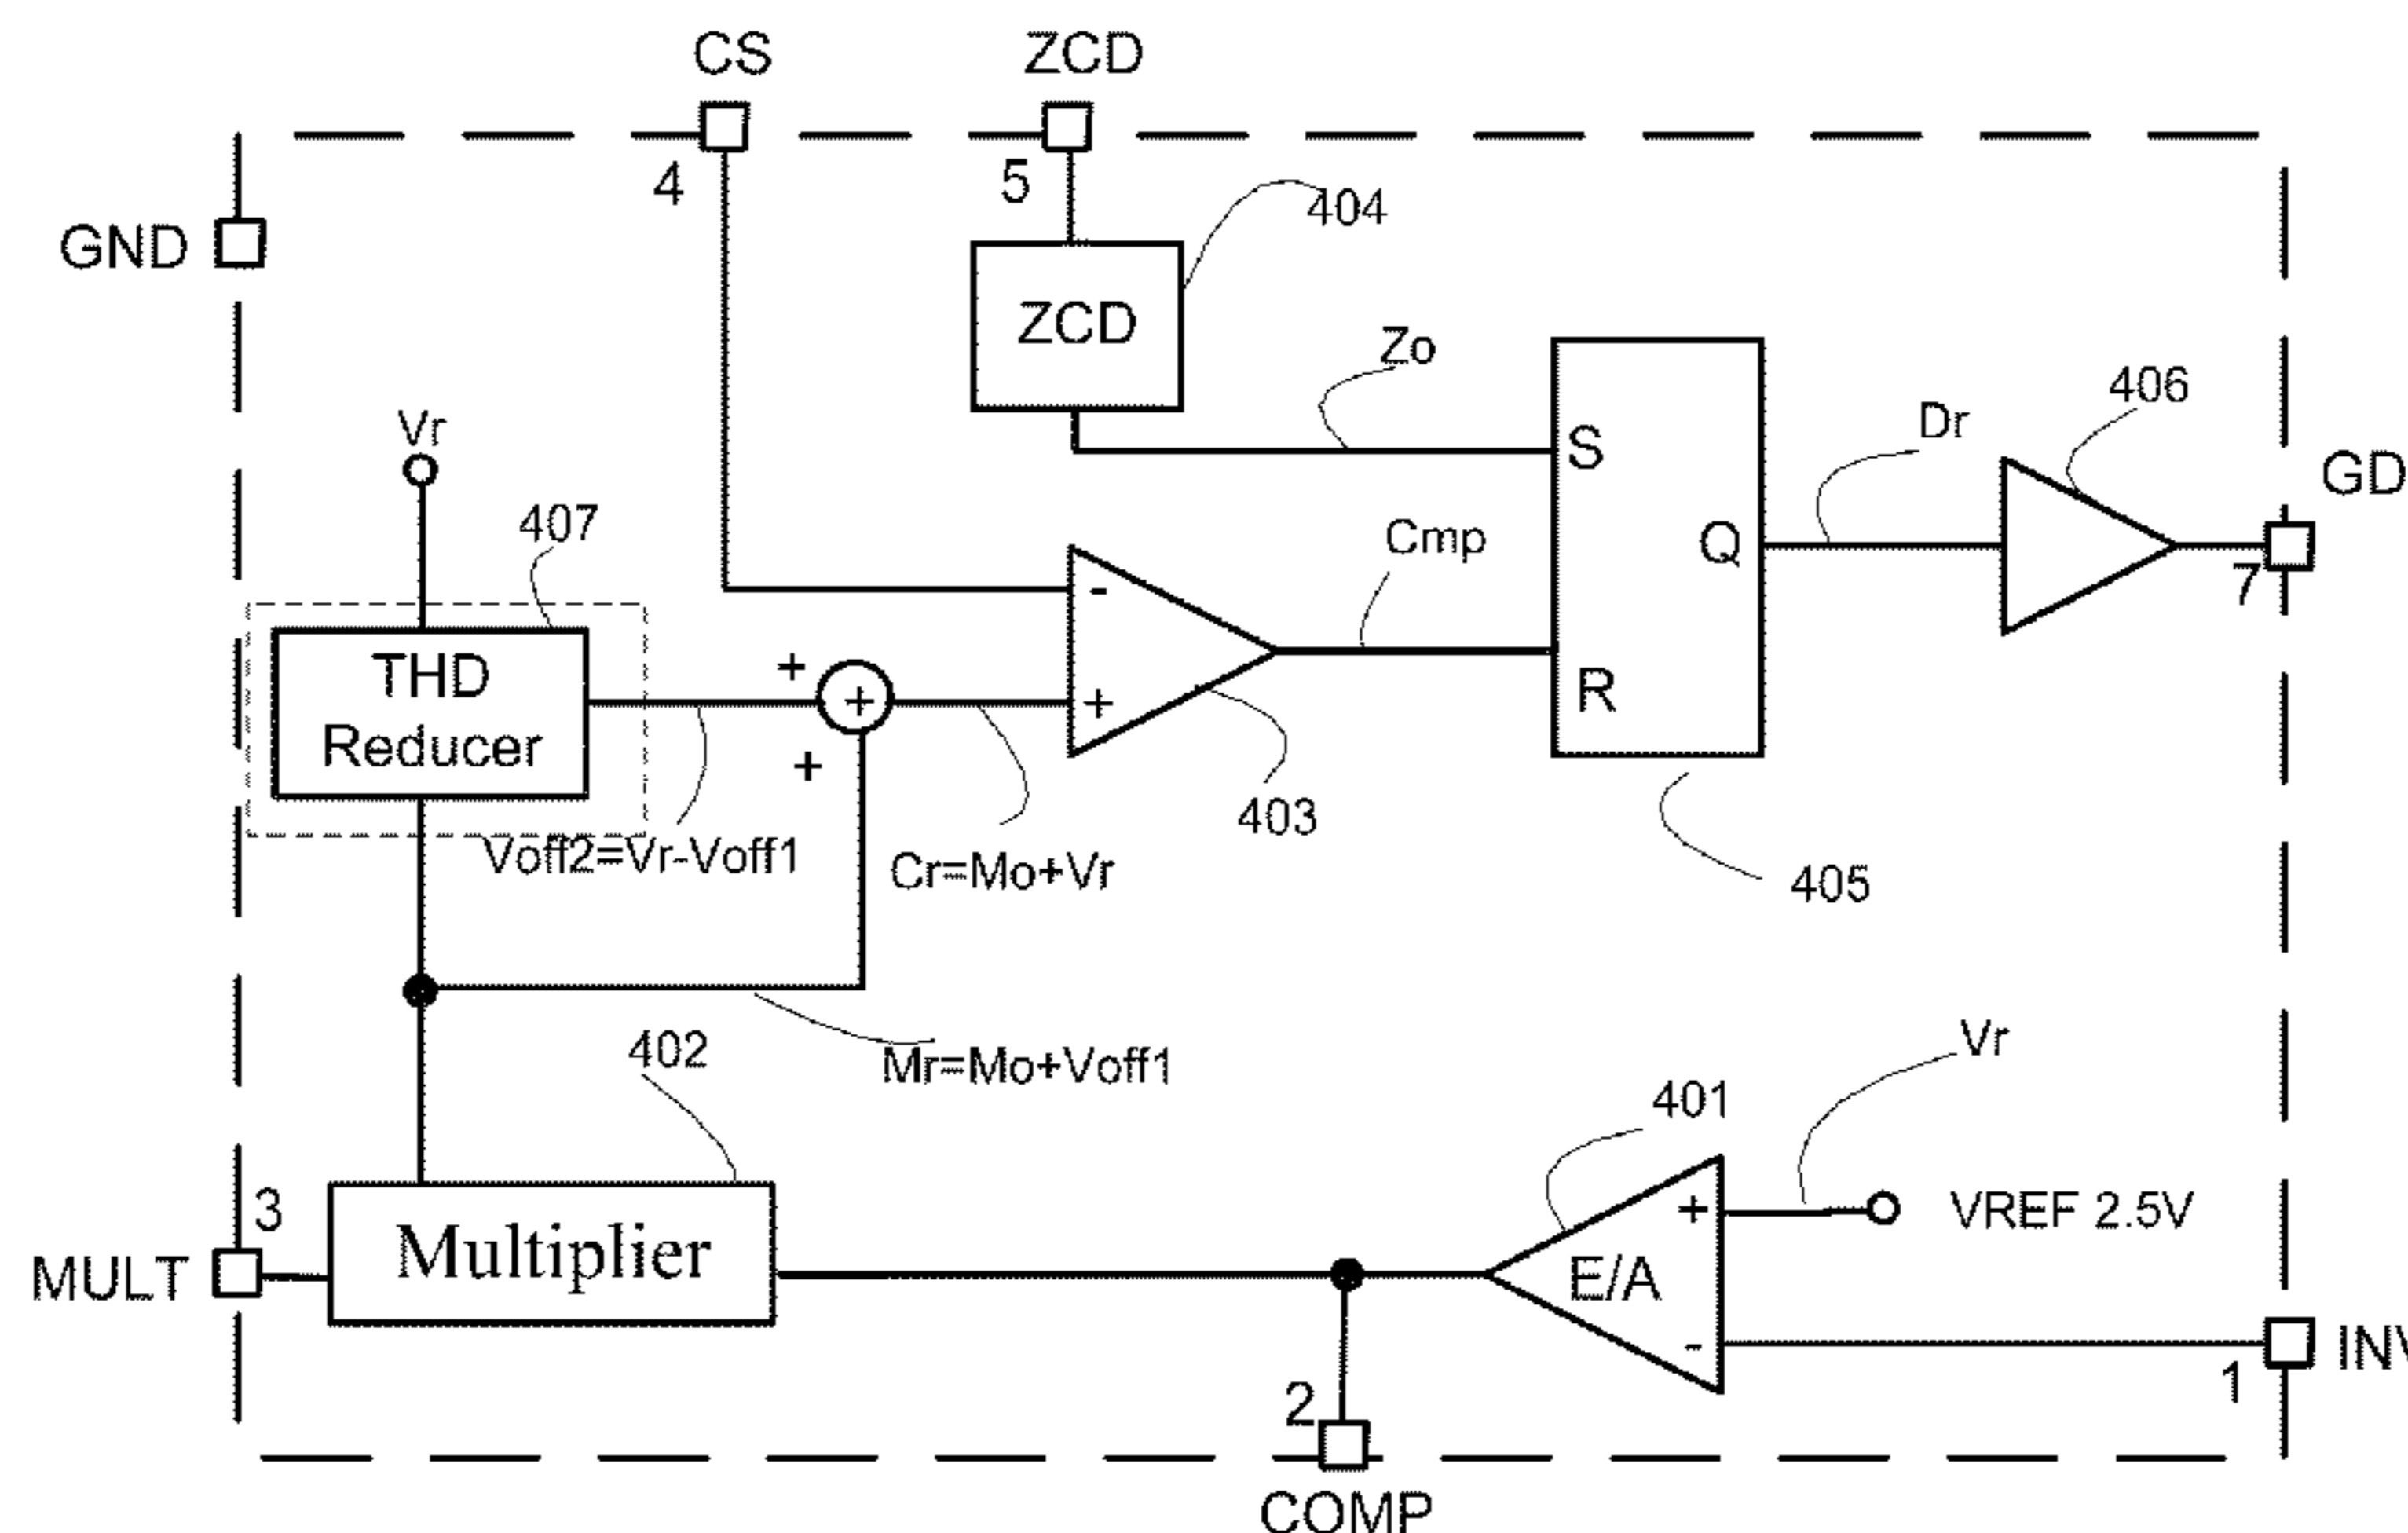 CS
ZCD
4
5
404
GND
ZCD
Zo
406
Vr
Dr
S
GD
407
Cmp
Q
7
-
THD
Reducer
+
+
+
+
R
403
Voff2=Vr-Voff1
Cr=Mo+Vr
405
402
Mr=Mo+Voff1
Vr
401
3
+
VREF 2.5V
MULT
Multiplier
E/A
-
INV
1
2
COMP